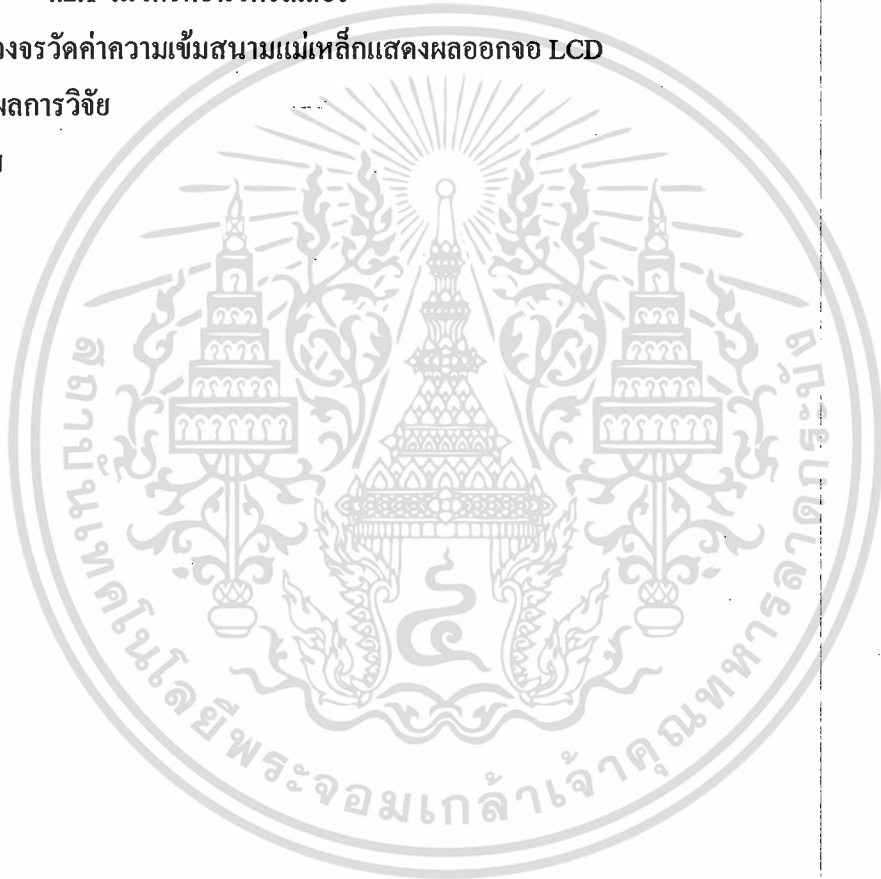 วงจรวัดค่าความเข้มสนามแม่เหล็กแสดงผลออกจอ LCD
ผลการวิจัย
สถาบันเทคโนโลยีพระจอมเกล้าเจ้าคุณทหารลาดกระบัง
๔